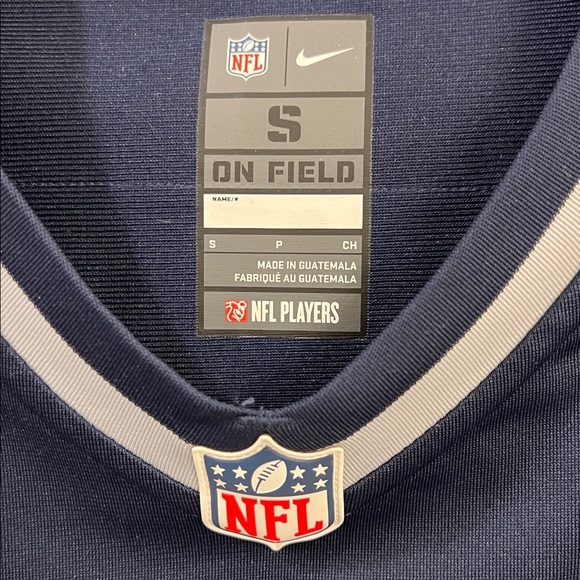 NFL
S
ON FIELD
NAME/#
S P CH
MADE IN GUATEMALA
FABRIQUÉ AU GUATEMALA
NFL PLAYERS
NFL